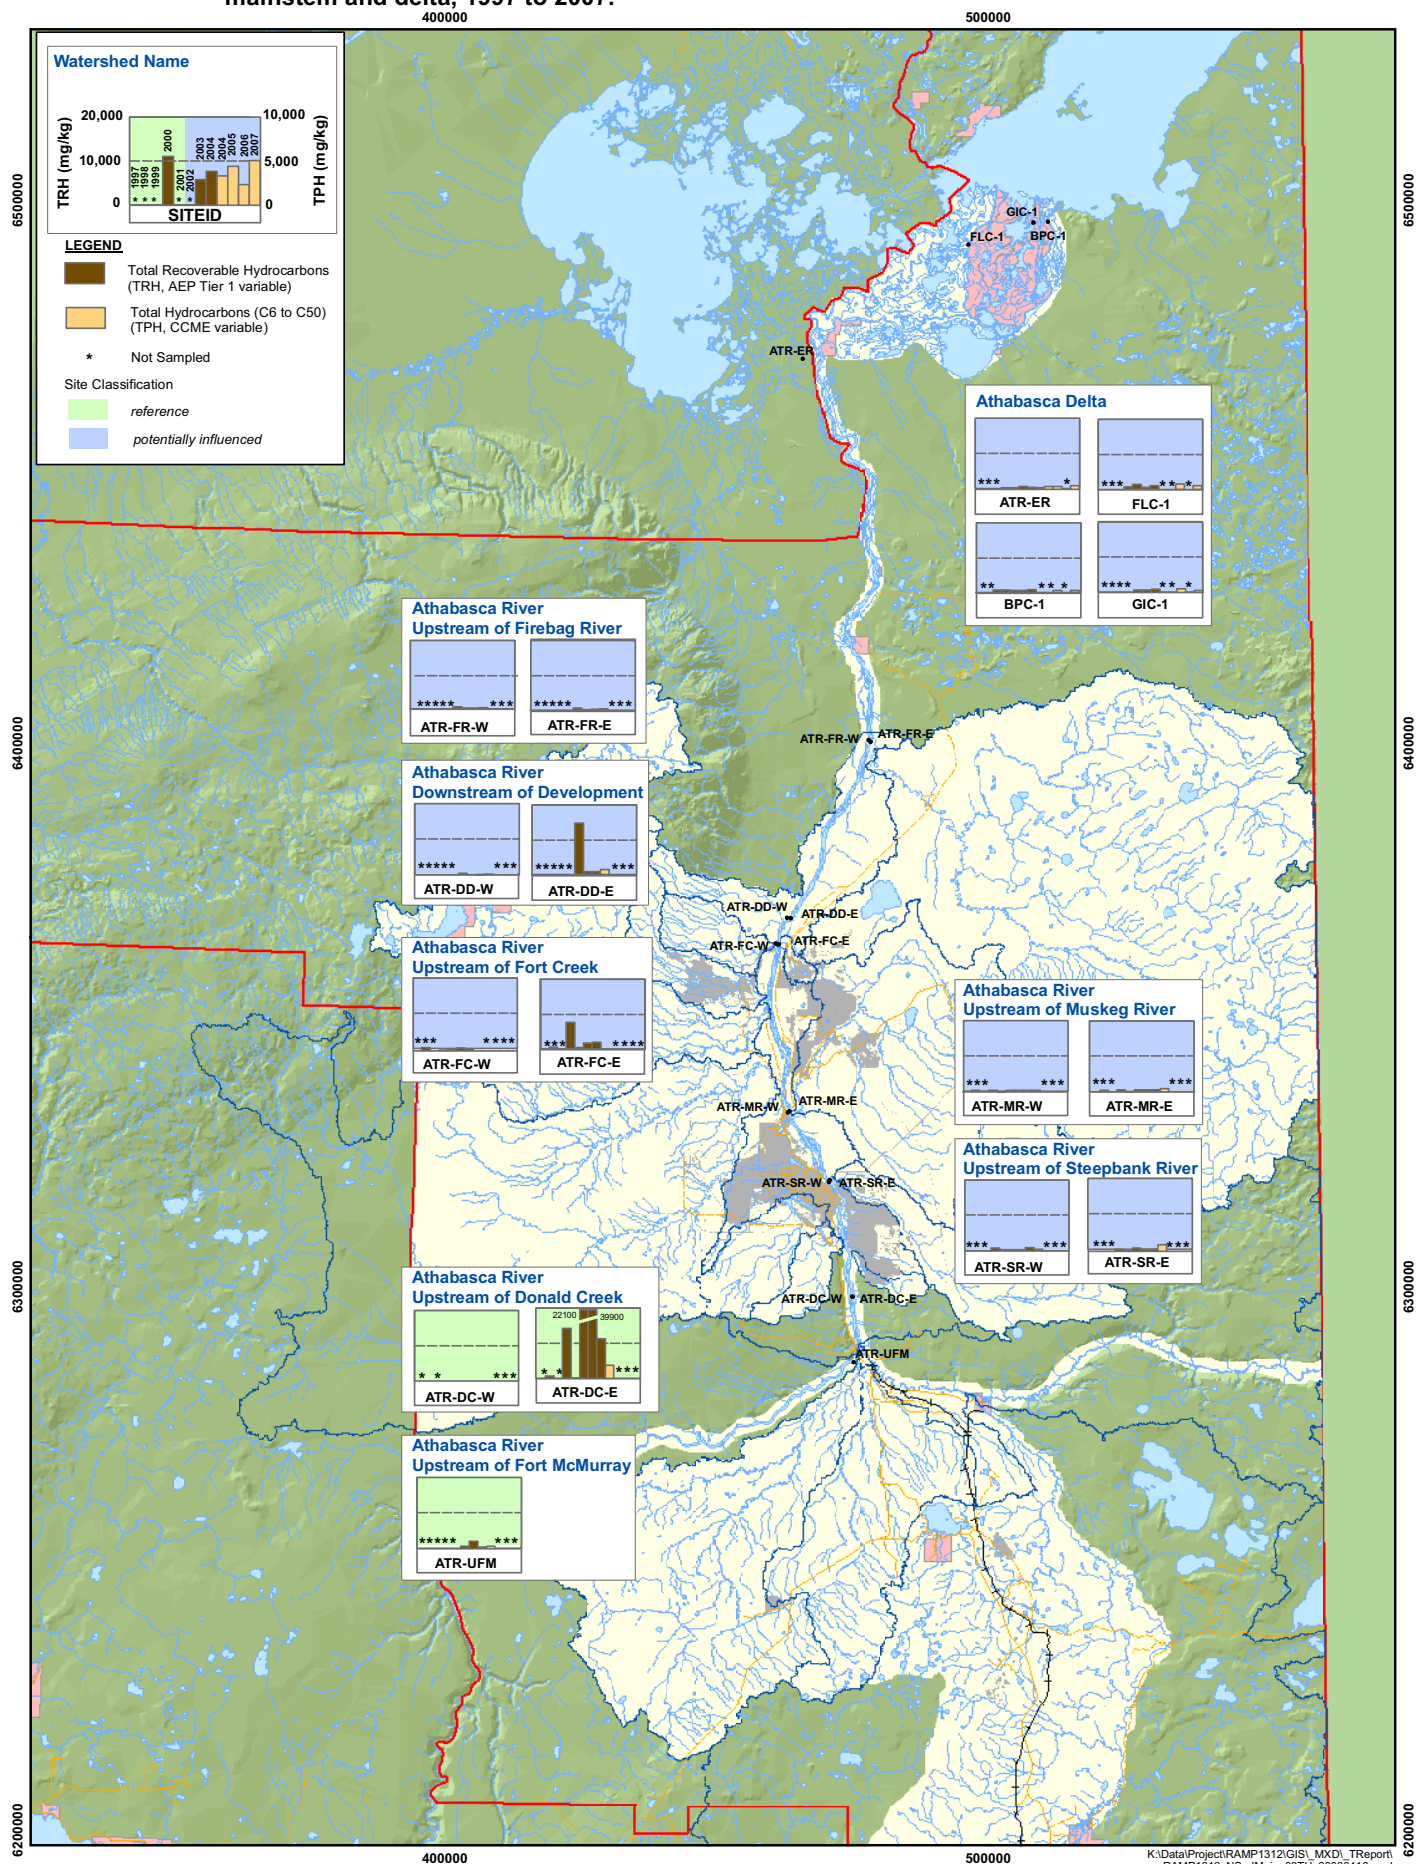 mainstem and delta, 1997 to 2007.
400000
500000
Watershed Name
20,000
10,000
0
TRH (mg/kg)
10,000
5,000
0
TPH (mg/kg)
1997
1998
1999
2000
2001
2002
2003
2004
2004
2005
2006
2007
* * * * *
SITEID
LEGEND
Total Recoverable Hydrocarbons
(TRH, AEP Tier 1 variable)
Total Hydrocarbons (C6 to C50)
(TPH, CCME variable)
* Not Sampled
Site Classification
reference
potentially influenced
6500000
6500000
GIC-1
FLC-1
BPC-1
ATR-ER
Athabasca Delta
*** *
ATR-ER
*** ** *
FLC-1
** ** *
BPC-1
**** ** *
GIC-1
Athabasca River
Upstream of Firebag River
***** ***
ATR-FR-W
***** ***
ATR-FR-E
6400000
6400000
ATR-FR-W
ATR-FR-E
Athabasca River
Downstream of Development
***** ***
ATR-DD-W
***** ***
ATR-DD-E
ATR-DD-W
ATR-DD-E
ATR-FC-W
ATR-FC-E
Athabasca River
Upstream of Fort Creek
*** ****
ATR-FC-W
*** ****
ATR-FC-E
Athabasca River
Upstream of Muskeg River
*** ***
ATR-MR-W
*** ***
ATR-MR-E
ATR-MR-W
ATR-MR-E
Athabasca River
Upstream of Steepbank River
*** ***
ATR-SR-W
*** ***
ATR-SR-E
ATR-SR-W
ATR-SR-E
6300000
6300000
Athabasca River
Upstream of Donald Creek
* * ***
ATR-DC-W
22100
39900
* * ***
ATR-DC-E
ATR-DC-W
ATR-DC-E
ATR-UFM
Athabasca River
Upstream of Fort McMurray
***** ***
ATR-UFM
6200000
6200000
400000
500000
K:\Data\Project\RAMP1312\GIS\_MXD\_TReport\